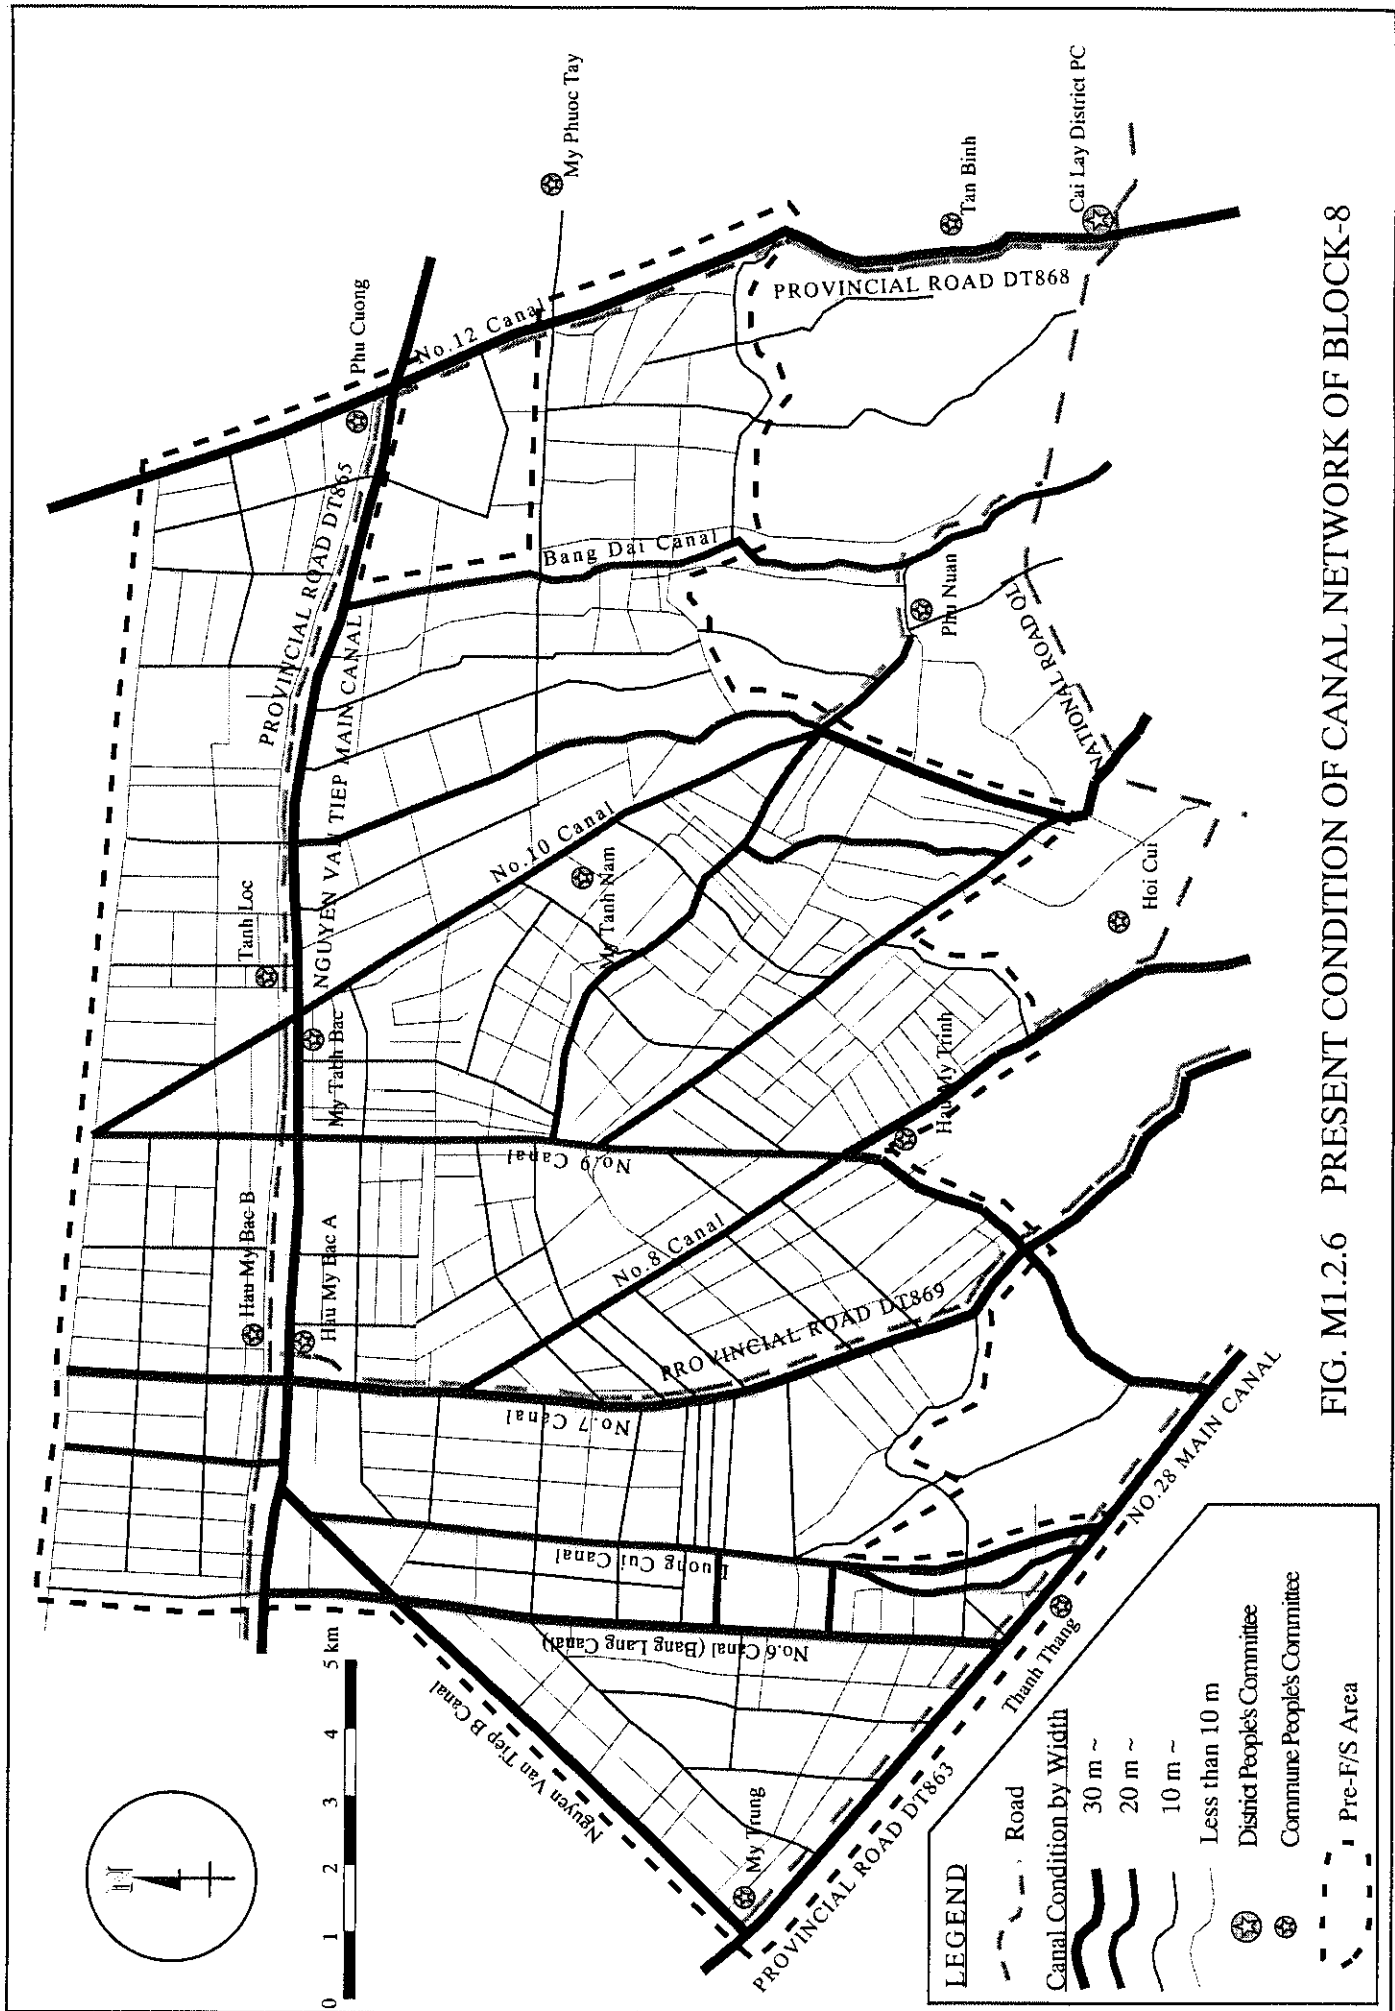 My Phuoc Tay
Phu Cuong
No.12 Canal
Tan Binh
Cai Lay District PC
PROVINCIAL ROAD DT868
PROVINCIAL ROAD DT865
Bang Dai Canal
Phu Nuan
NATIONAL ROAD QL
NGUYEN VAN TIEP MAIN CANAL
No.10 Canal
My Tanh Nam
Tanh Loc
Hoi Cui
My Tabh Bac
Hau My Trinh
No.9 Canal
Hau My Bac B
Hau My Bac A
No.8 Canal
PROVINCIAL ROAD DT869
No.7 Canal
NO.28 MAIN CANAL
Duong Cui Canal
No.6 Canal (Bang Lang Canal)
Thanh Thang
Nguyen Van Tiep B Canal
My Trung
PROVINCIAL ROAD DT863
N
0 1 2 3 4 5 km
LEGEND
Road
Canal Condition by Width
30 m ~
20 m ~
10 m ~
Less than 10 m
District People's Committee
Commune People's Committee
Pre-F/S Area
FIG. M1.2.6 PRESENT CONDITION OF CANAL NETWORK OF BLOCK-8